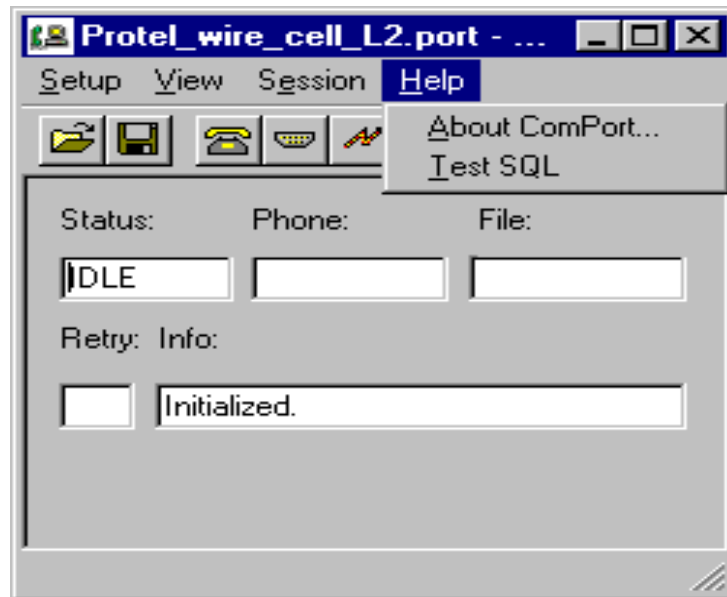 Protel_wire_cell_L2.port - ...
Setup View Session Help
About ComPort...
Test SQL
Status: Phone: File:
IDLE
Retry: Info:
Initialized.